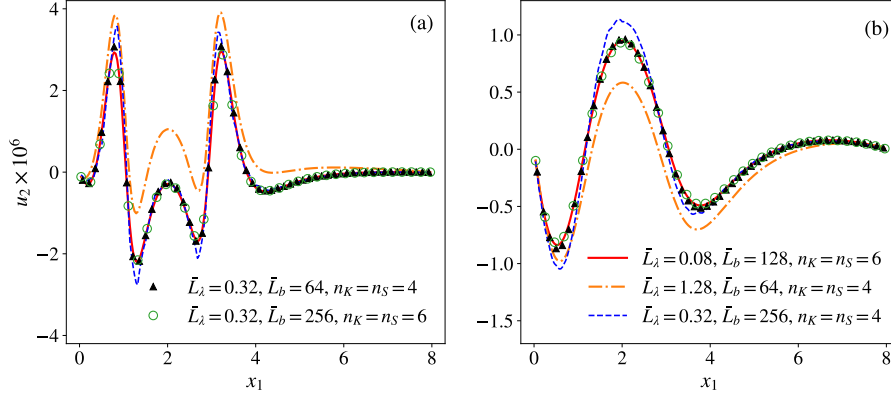 (a)
4
2
0
−2
−4
u₂ × 10⁶
L̄_λ = 0.32, L̄_b = 64, n_K = n_S = 4
L̄_λ = 0.32, L̄_b = 256, n_K = n_S = 6
0 2 4 6 8
x₁
(b)
1.0
0.5
0.0
−0.5
−1.0
−1.5
L̄_λ = 0.08, L̄_b = 128, n_K = n_S = 6
L̄_λ = 1.28, L̄_b = 64, n_K = n_S = 4
L̄_λ = 0.32, L̄_b = 256, n_K = n_S = 4
0 2 4 6 8
x₁